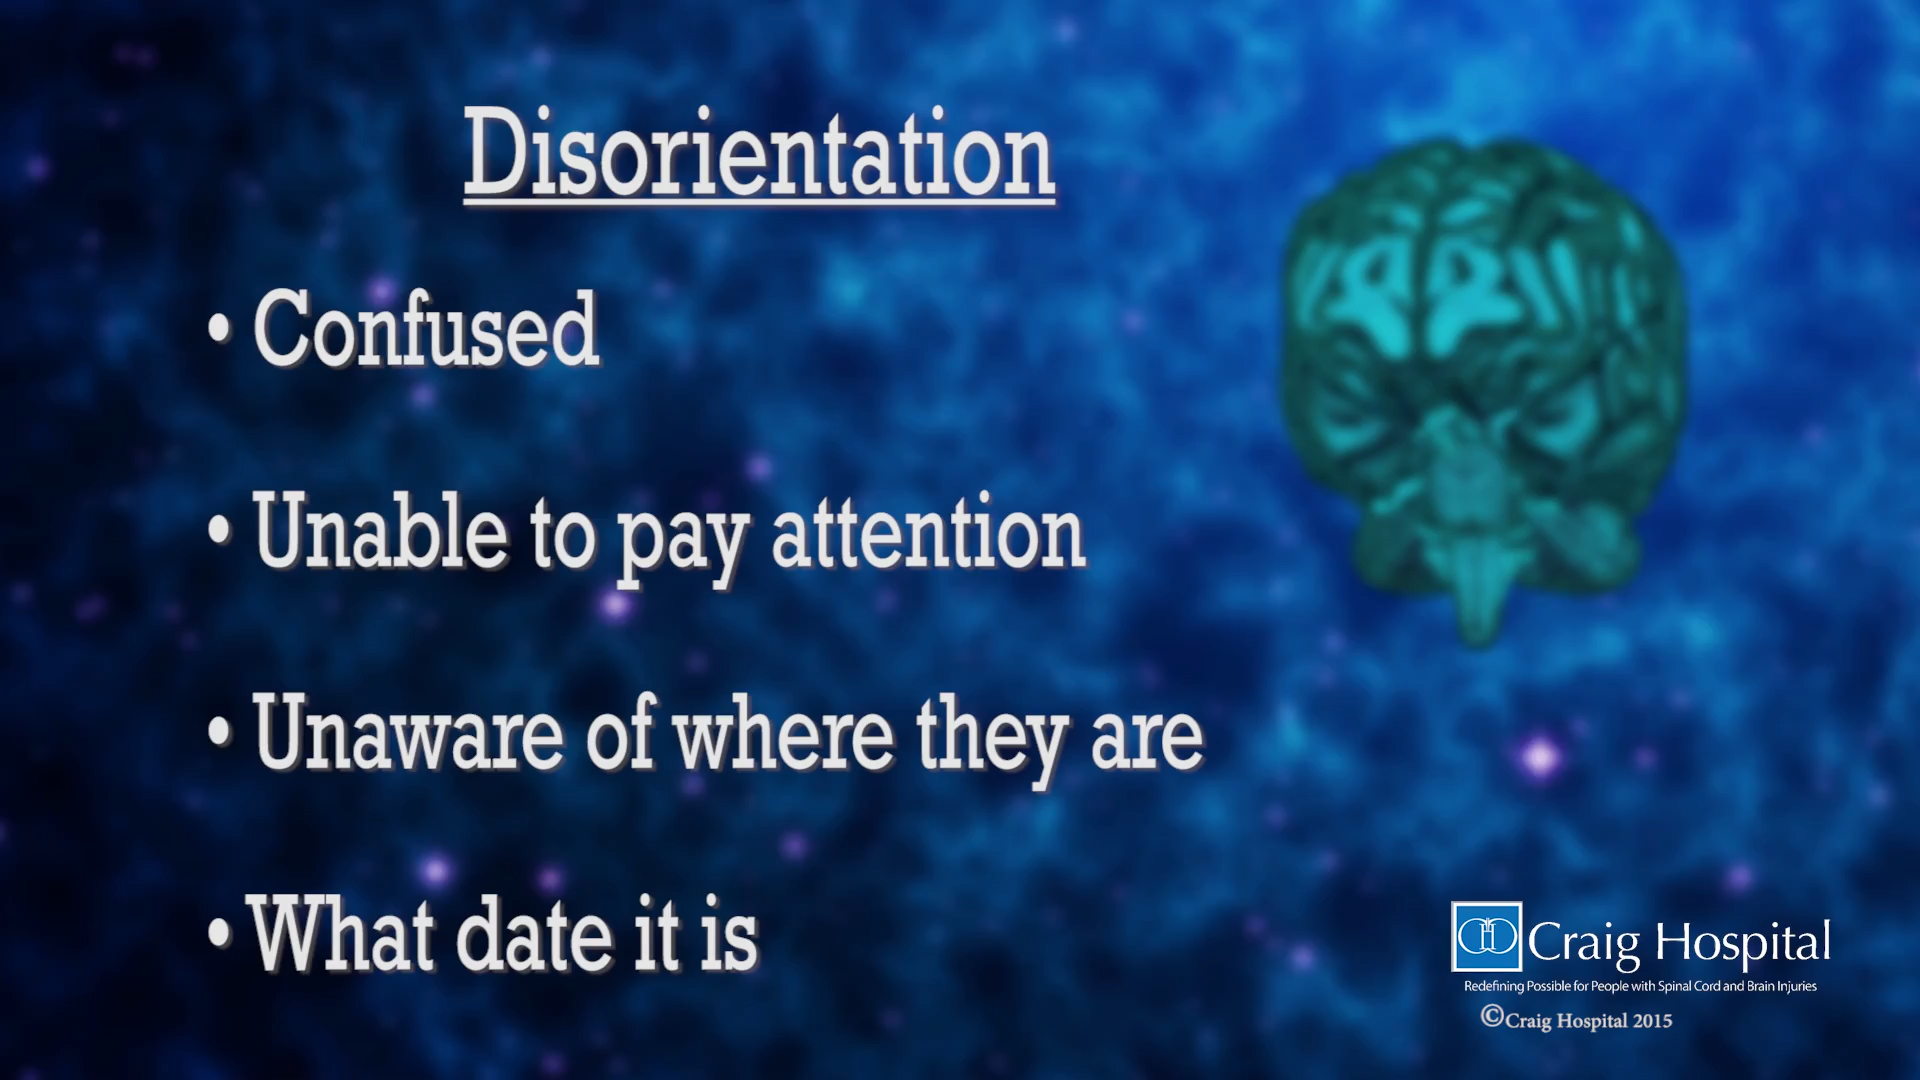 Disorientation
• Confused
• Unable to pay attention
• Unaware of where they are
• What date it is
Craig Hospital
Redefining Possible for People with Spinal Cord and Brain Injuries
©Craig Hospital 2015